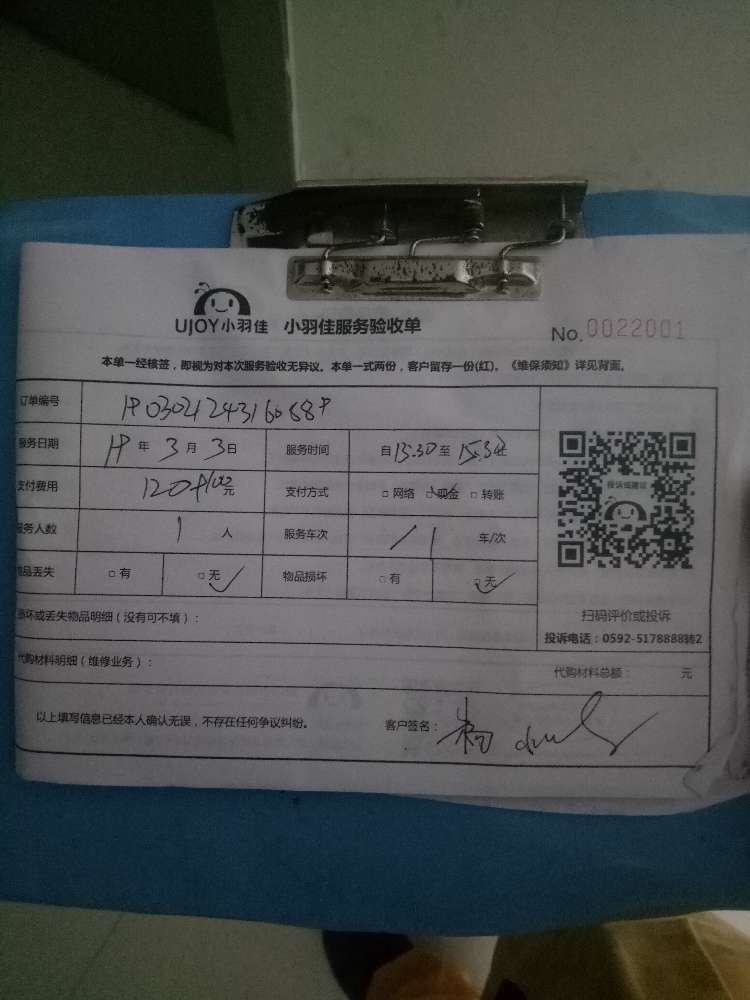 UJOY小羽佳 小羽佳服务验收单 No.0022001
本单一经核签，即视为对本次服务验收无异议。本单一式两份，客户留存一份(红)。《维保须知》详见背面。
订单编号
服务日期 19年3月3日 服务时间 自15:30至
支付费用 元 支付方式 □网络 □现金 □转账
投诉或建议
服务人数 1人 服务车次 /1 车/次
物品丢失 □有 □无✓ 物品损坏 □有 □无✓
扫码评价或投诉
损坏或丢失物品明细（没有可不填）：
投诉电话：0592-5178888转2
代购材料明细（维修业务）： 代购材料总额： 元
以上填写信息已经本人确认无误，不存在任何争议纠纷。 客户签名：